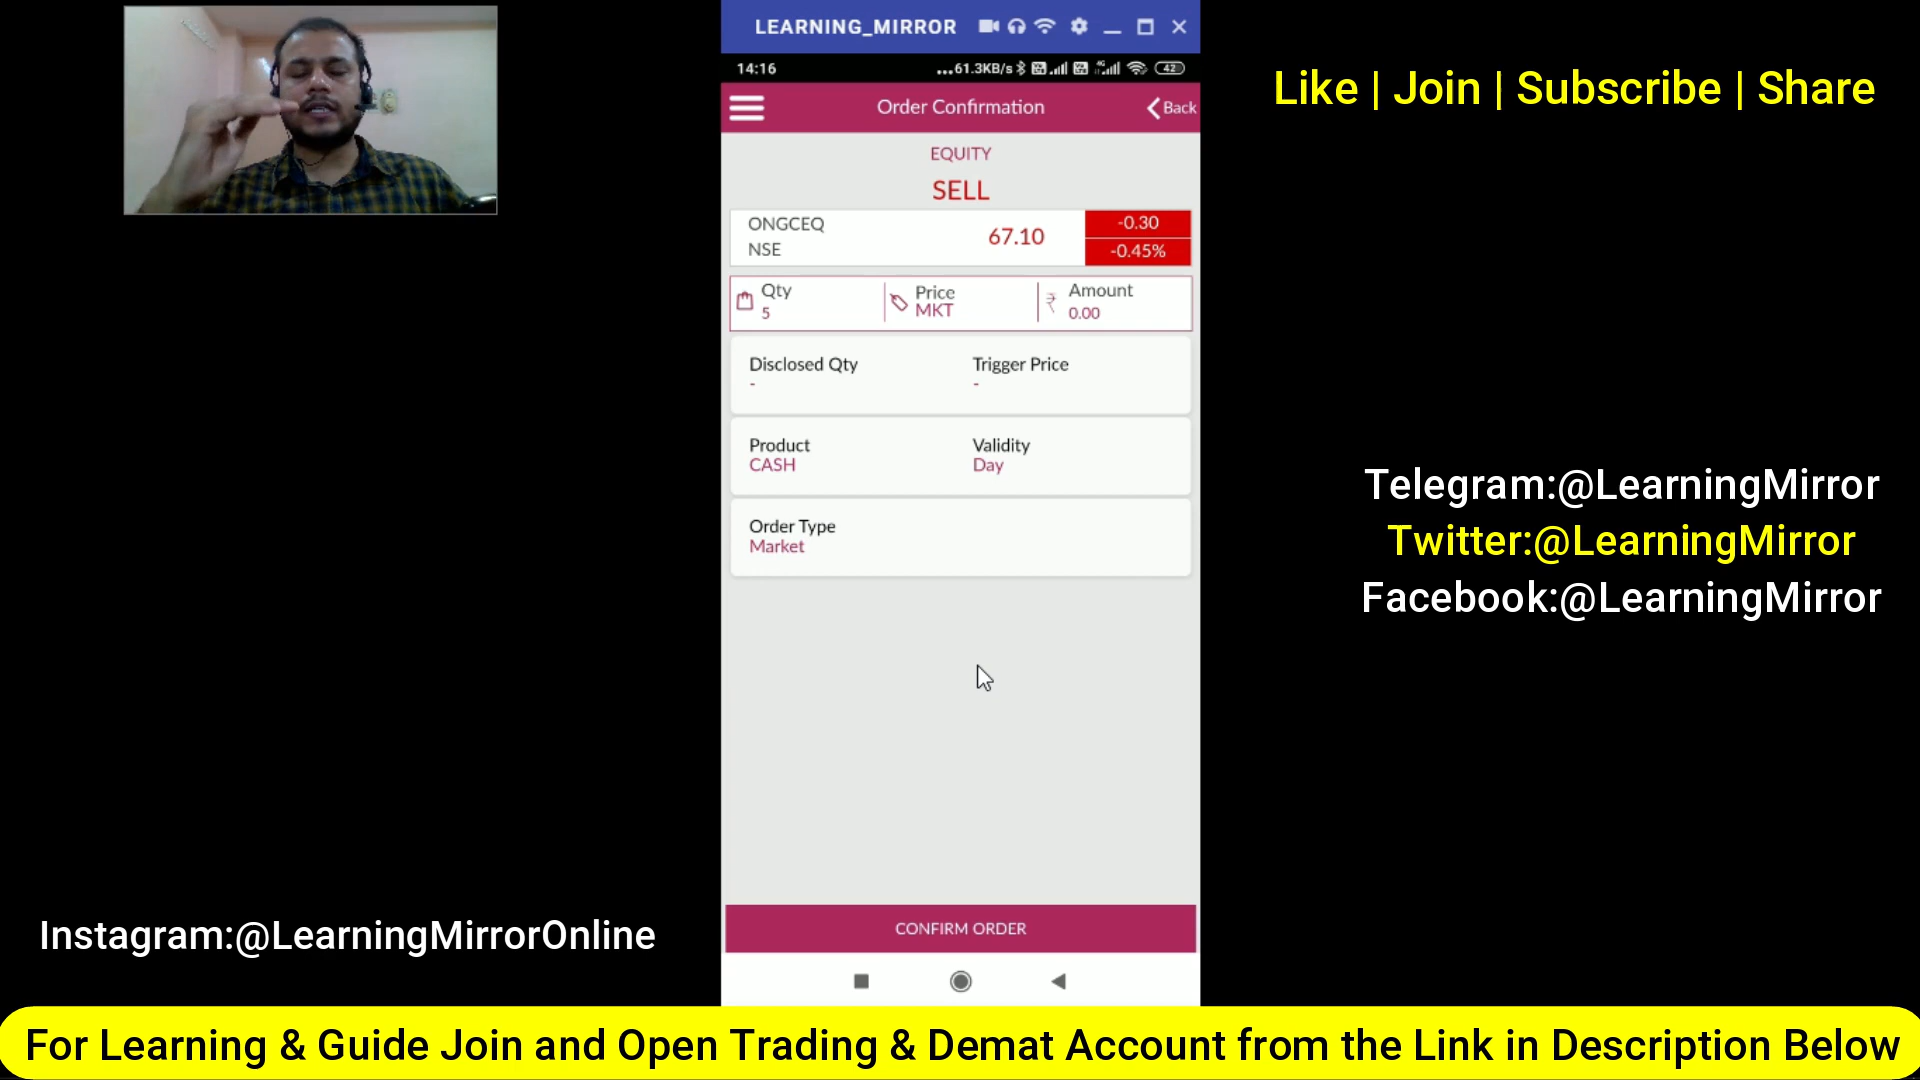 LEARNING_MIRROR
14:16
...61.3KB/s
4G
42
Order Confirmation
Back
EQUITY
SELL
ONGCEQ
NSE
67.10
-0.30
-0.45%
Qty
5
Price
MKT
₹
Amount
0.00
Disclosed Qty
-
Trigger Price
-
Product
CASH
Validity
Day
Order Type
Market
CONFIRM ORDER
Like | Join | Subscribe | Share
Telegram:@LearningMirror
Twitter:@LearningMirror
Facebook:@LearningMirror
Instagram:@LearningMirrorOnline
For Learning & Guide Join and Open Trading & Demat Account from the Link in Description Below